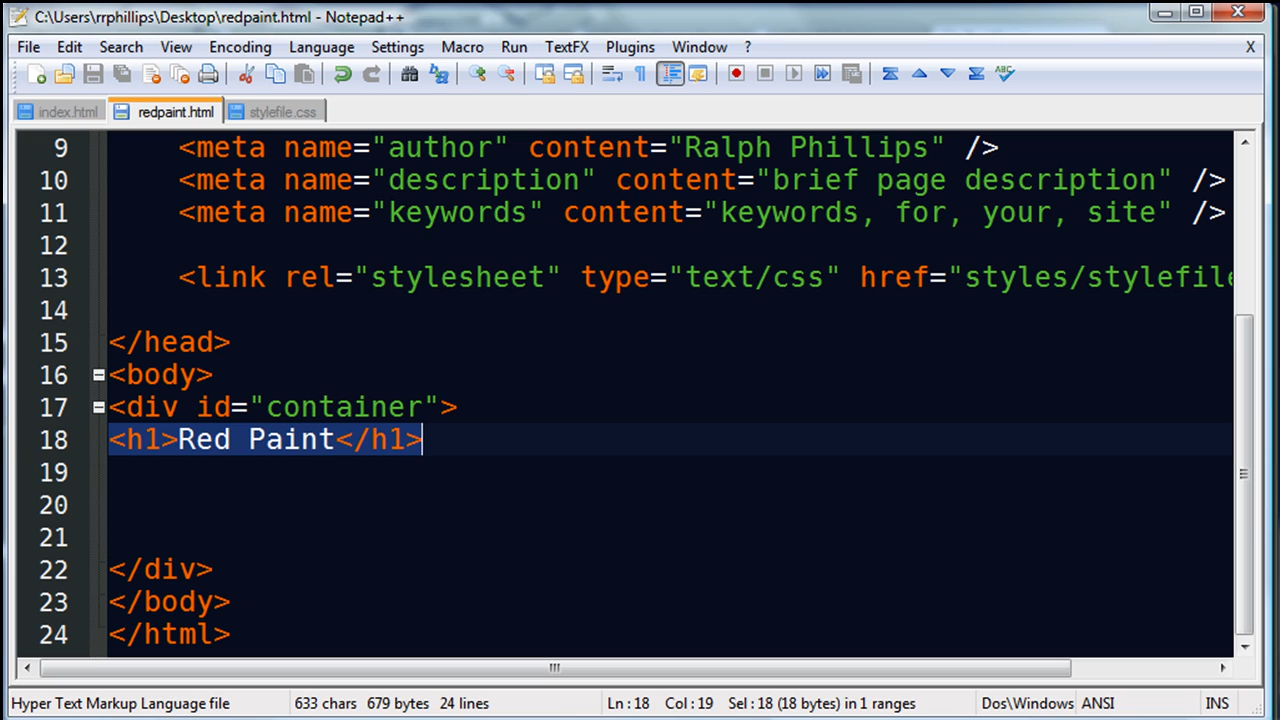 C:\Users\rrphillips\Desktop\redpaint.html - Notepad++
File Edit Search View Encoding Language Settings Macro Run TextFX Plugins Window ? X
index.html redpaint.html stylefile.css
9 <meta name="author" content="Ralph Phillips" />
10 <meta name="description" content="brief page description" />
11 <meta name="keywords" content="keywords, for, your, site" />
12
13 <link rel="stylesheet" type="text/css" href="styles/stylefile
14
15 </head>
16 <body>
17 <div id="container">
18 <h1>Red Paint</h1>
19
20
21
22 </div>
23 </body>
24 </html>
Hyper Text Markup Language file 633 chars 679 bytes 24 lines Ln : 18 Col : 19 Sel : 18 (18 bytes) in 1 ranges Dos\Windows ANSI INS